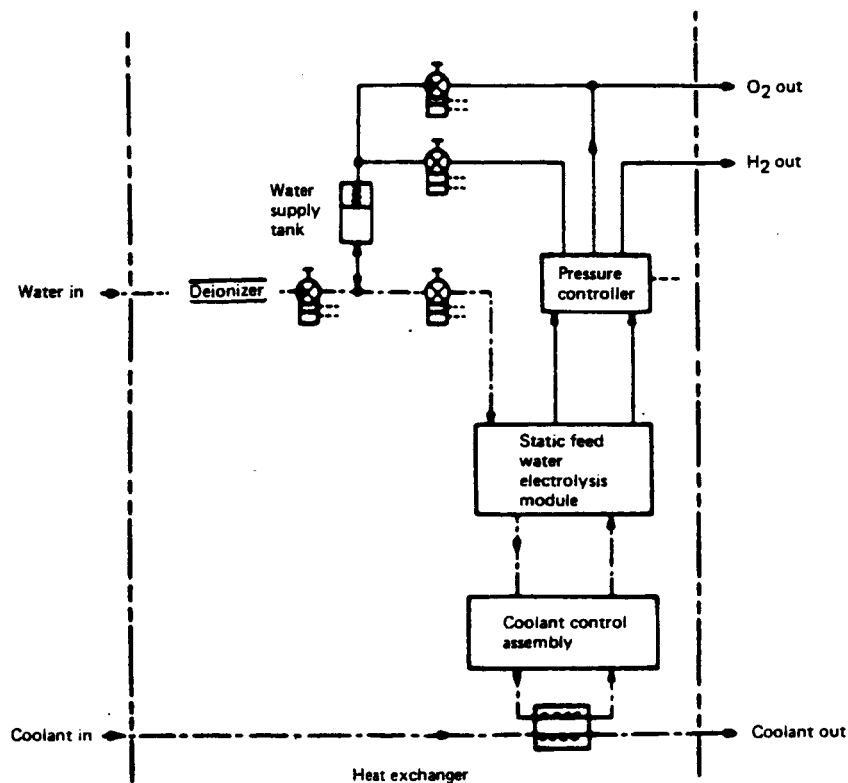 O2 out
H2 out
Water
supply
tank
Water in
Deionizer
Pressure
controller
Static feed
water
electrolysis
module
Coolant control
assembly
Coolant in
Coolant out
Heat exchanger